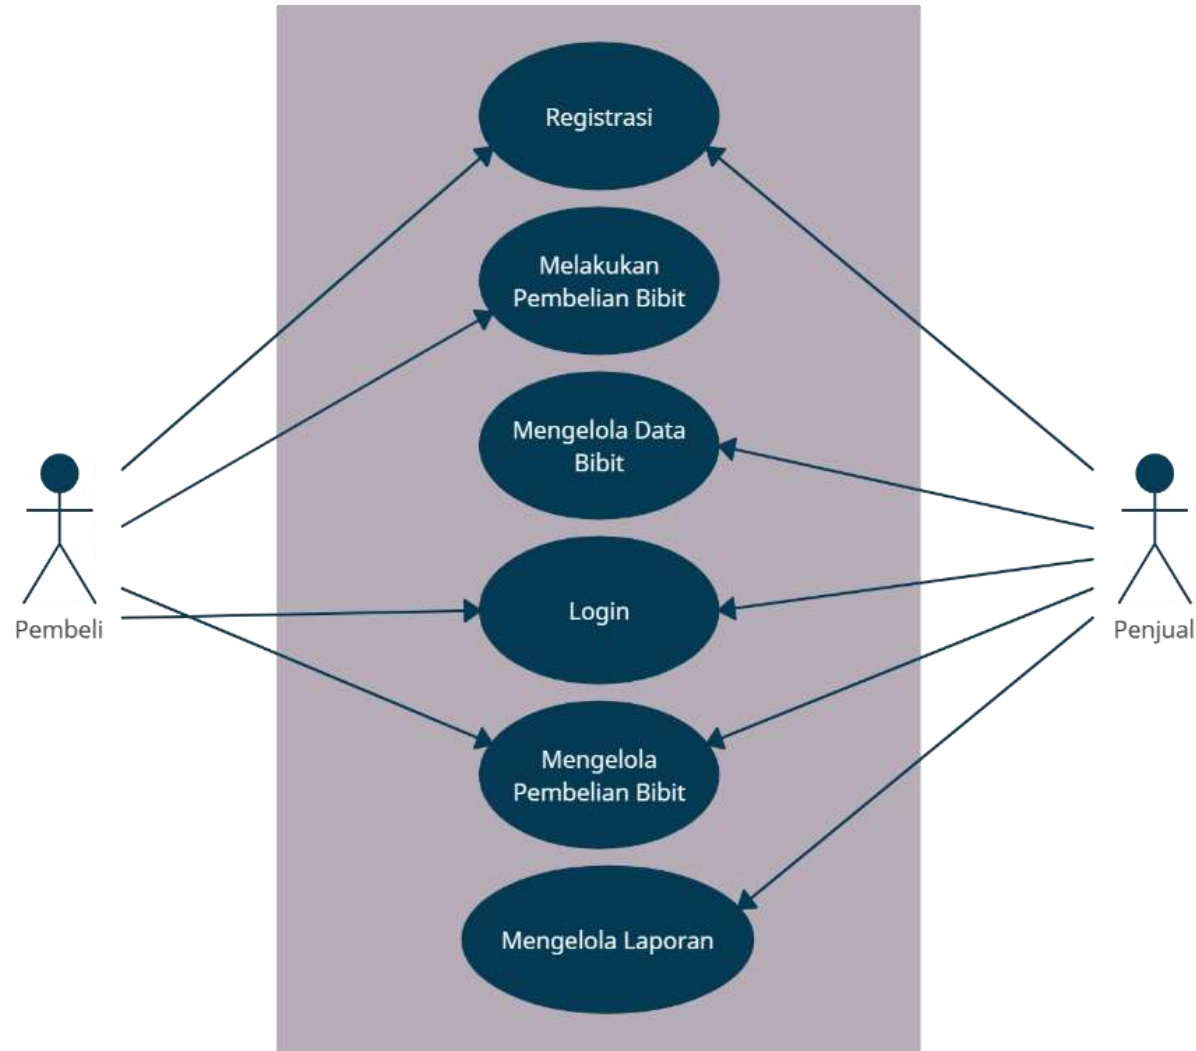 Registrasi
Melakukan
Pembelian Bibit
Mengelola Data
Bibit
Login
Pembeli
Penjual
Mengelola
Pembelian Bibit
Mengelola Laporan